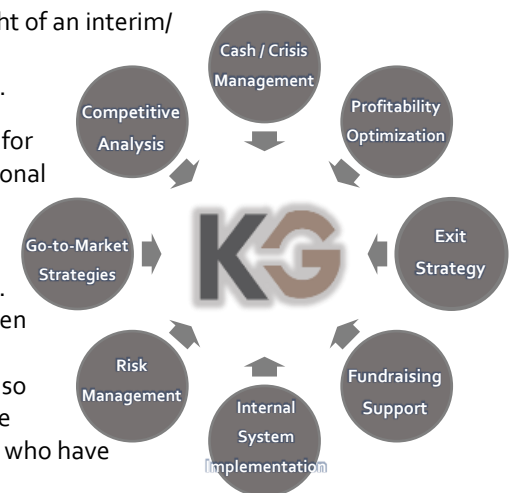 ght of an interim/
.
for
onal
.
en
so
e
who have
Cash / Crisis
Management
Profitability
Optimization
Exit
Strategy
Fundraising
Support
Internal
System
Implementation
Risk
Management
Go-to-Market
Strategies
Competitive
Analysis
KG